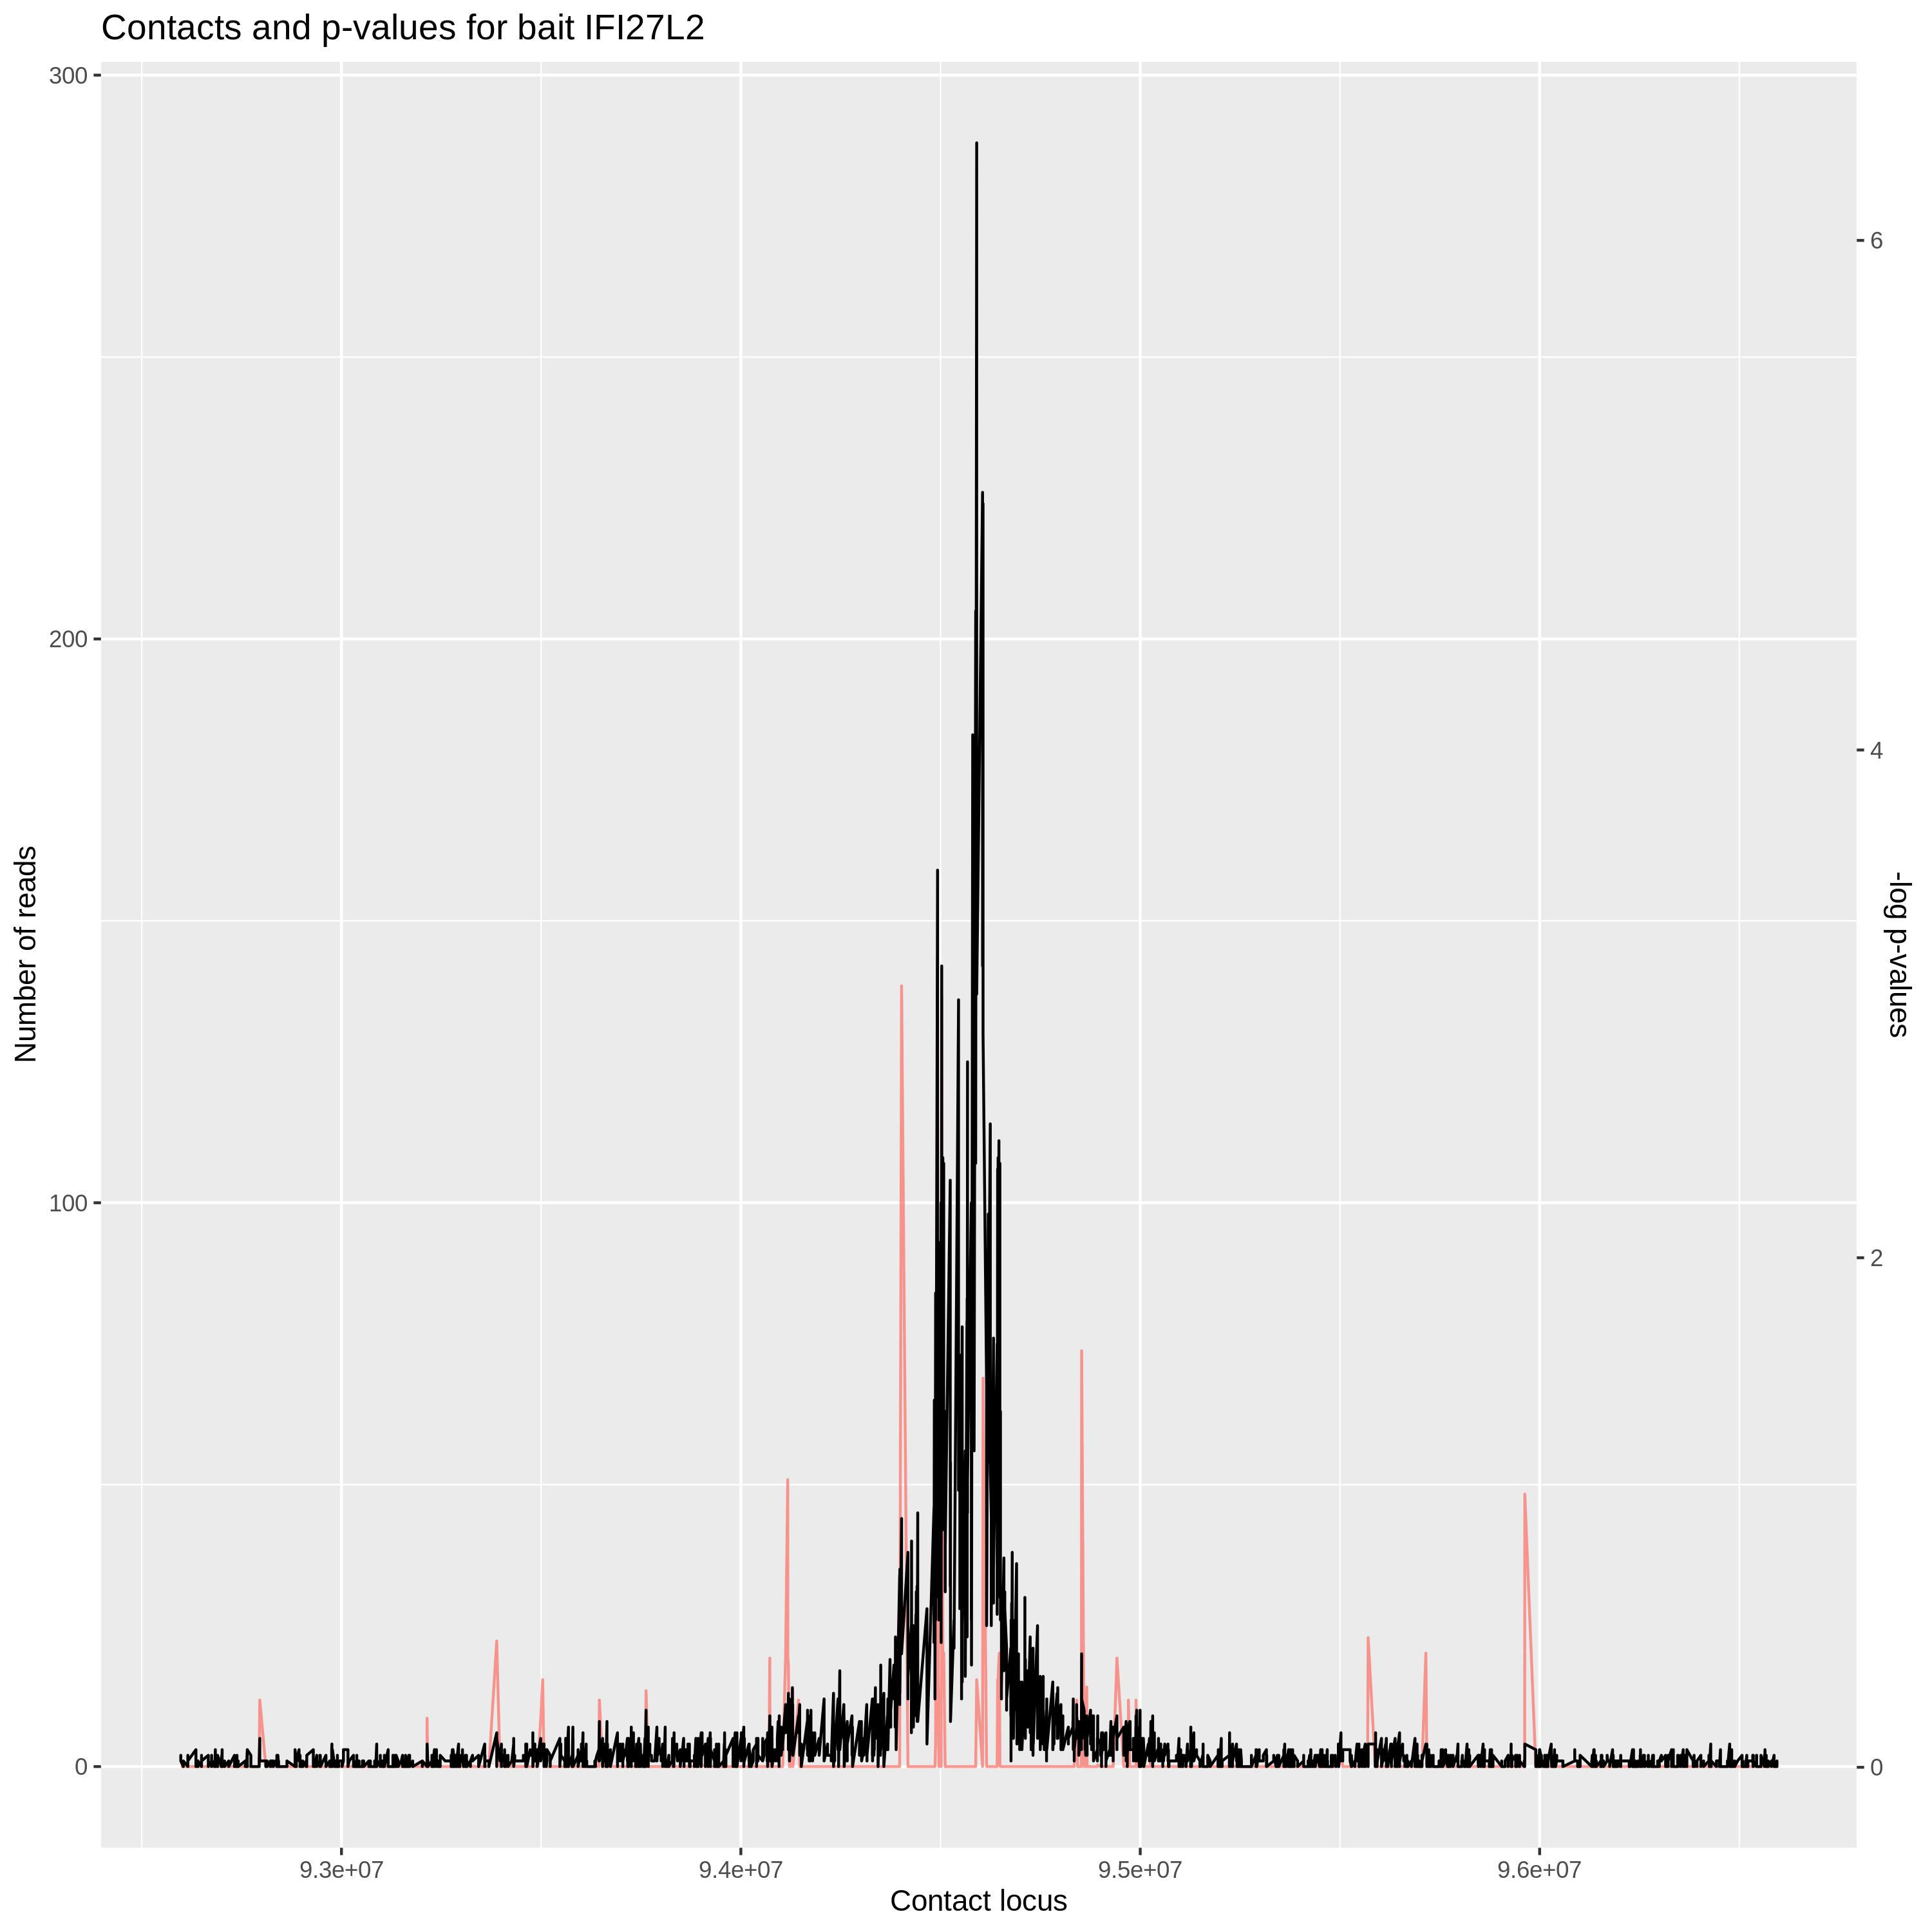 Contacts and p-values for bait IFI27L2
300
200
100
0
Number of reads
6
4
2
0
-log p-values
9.3e+07
9.4e+07
9.5e+07
9.6e+07
Contact locus